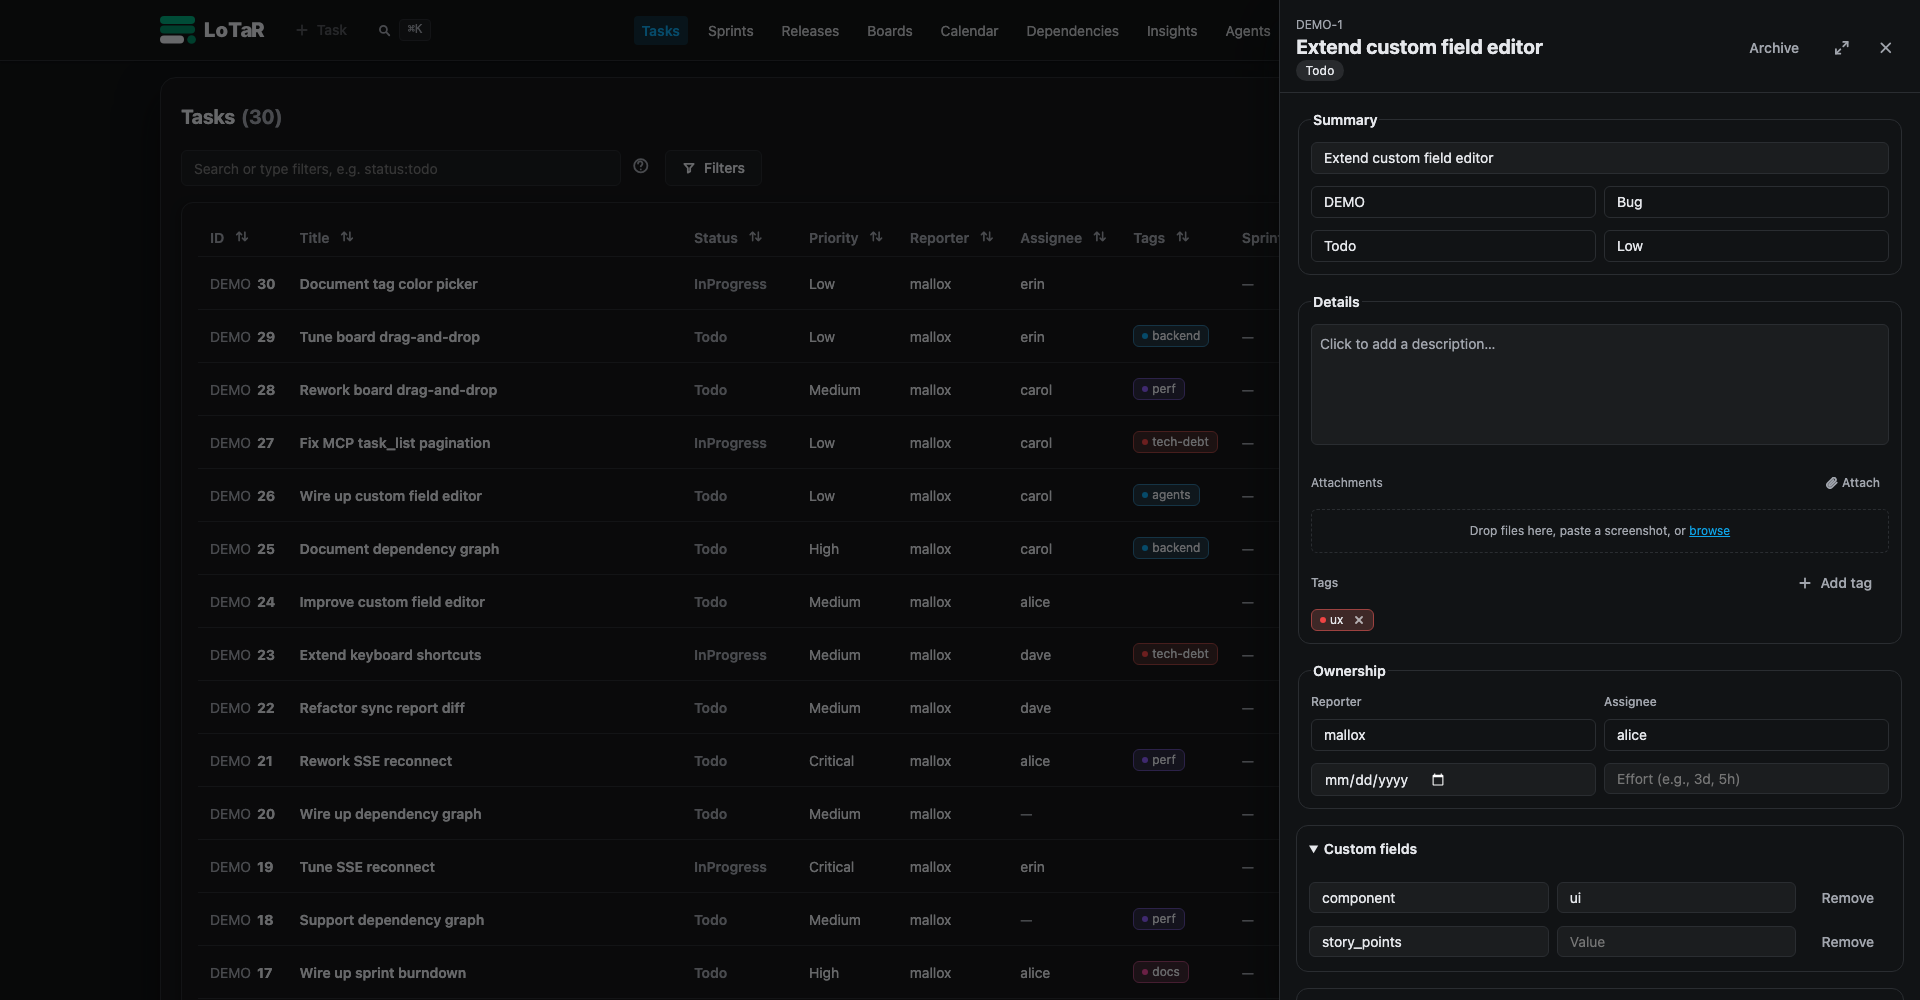 LoTaR
+ Task
⌘K
Tasks
Sprints
Releases
Boards
Calendar
Dependencies
Insights
Agents
Tasks (30)
Search or type filters, e.g. status:todo
Filters
ID Title Status Priority Reporter Assignee Tags Sprin
DEMO 30 Document tag color picker InProgress Low mallox erin —
DEMO 29 Tune board drag-and-drop Todo Low mallox erin backend —
DEMO 28 Rework board drag-and-drop Todo Medium mallox carol perf —
DEMO 27 Fix MCP task_list pagination InProgress Low mallox carol tech-debt —
DEMO 26 Wire up custom field editor Todo Low mallox carol agents —
DEMO 25 Document dependency graph Todo High mallox carol backend —
DEMO 24 Improve custom field editor Todo Medium mallox alice —
DEMO 23 Extend keyboard shortcuts InProgress Medium mallox dave tech-debt —
DEMO 22 Refactor sync report diff Todo Medium mallox dave —
DEMO 21 Rework SSE reconnect Todo Critical mallox alice perf —
DEMO 20 Wire up dependency graph Todo Medium mallox — —
DEMO 19 Tune SSE reconnect InProgress Critical mallox erin —
DEMO 18 Support dependency graph Todo Medium mallox — perf —
DEMO 17 Wire up sprint burndown Todo High mallox alice docs —
DEMO-1
Extend custom field editor
Todo
Archive
Summary
Extend custom field editor
DEMO Bug
Todo Low
Details
Click to add a description...
Attachments Attach
Drop files here, paste a screenshot, or browse
Tags + Add tag
ux
Ownership
Reporter Assignee
mallox alice
mm/dd/yyyy Effort (e.g., 3d, 5h)
Custom fields
component ui Remove
story_points Value Remove